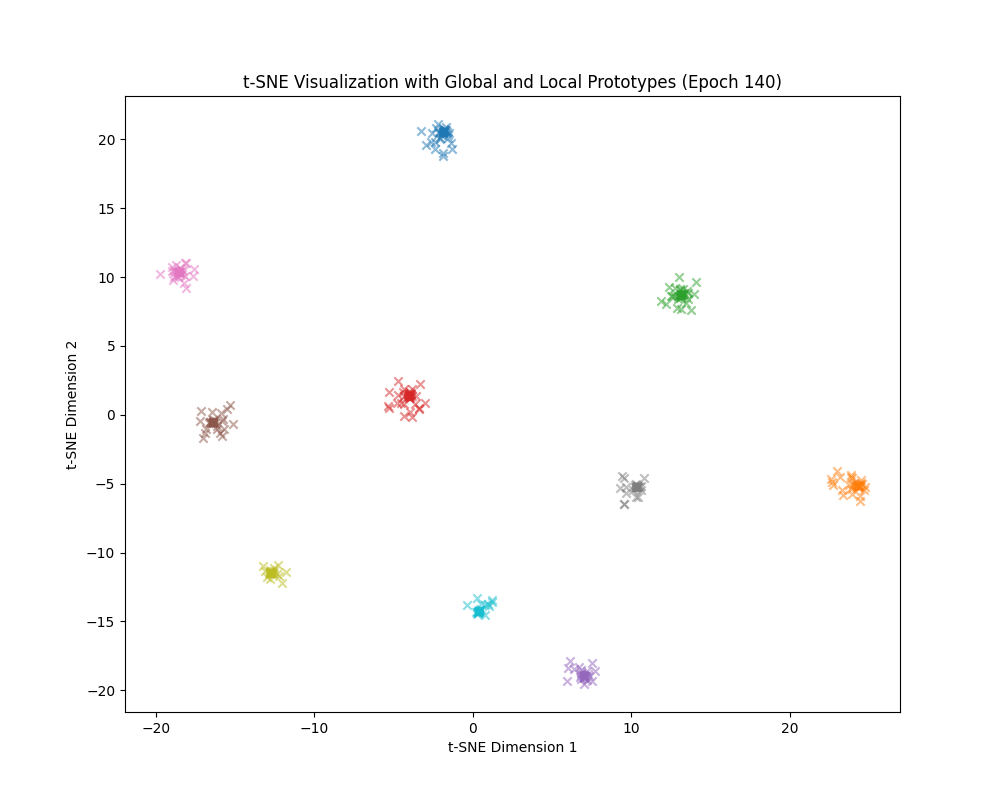 t-SNE Visualization with Global and Local Prototypes (Epoch 140)
20
15
10
5
0
−5
−10
−15
−20
t-SNE Dimension 2
−20 −10 0 10 20
t-SNE Dimension 1